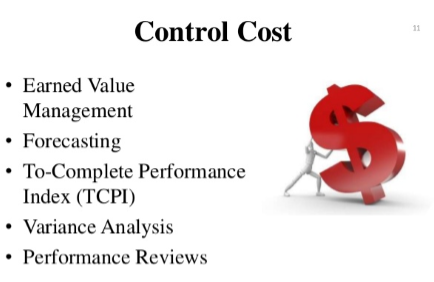 Control Cost
11
• Earned Value
Management
• Forecasting
• To-Complete Performance
Index (TCPI)
• Variance Analysis
• Performance Reviews